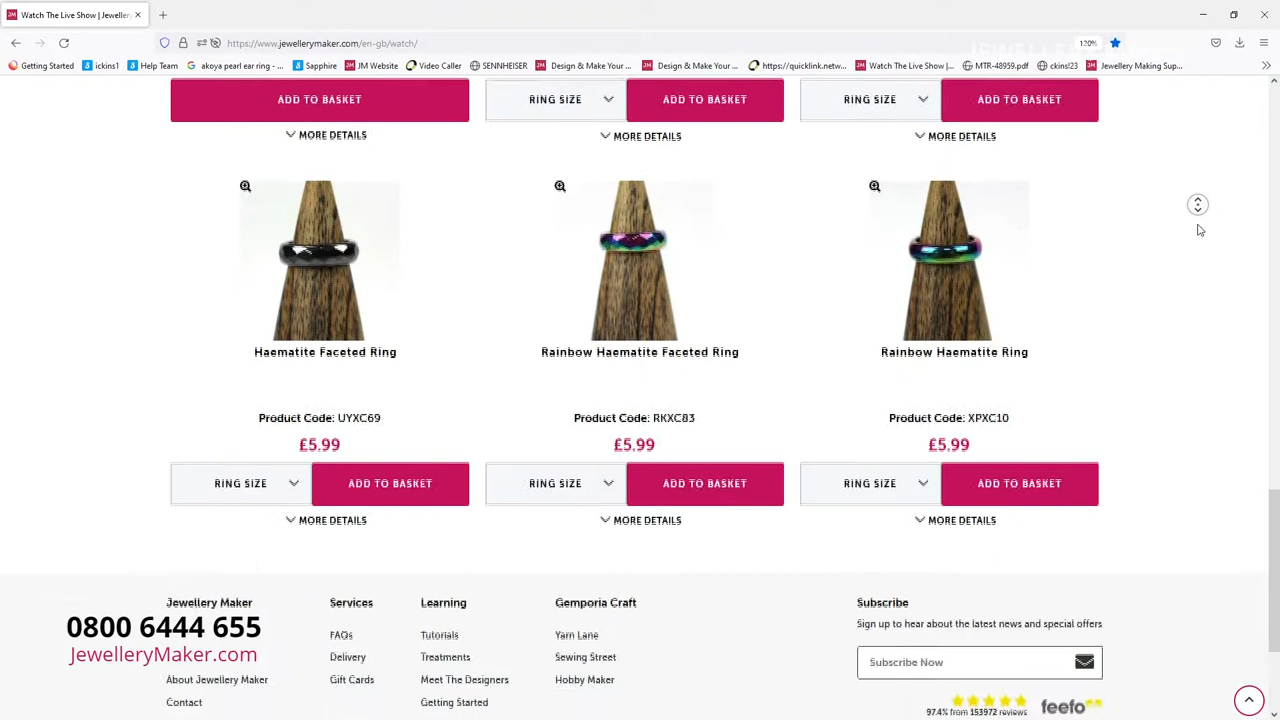 Watch The Live Show | Jeweller
https://www.jewellerymaker.com/en-gb/watch/
120%
Getting Started
ickins1
Help Team
akoya pearl ear ring - ...
Sapphire
JM Website
Video Caller
SENNHEISER
Design & Make Your ...
Design & Make Your ...
https://quicklink.netw...
Watch The Live Show |...
MTR-48959.pdf
ckins!23
Jewellery Making Sup...
ADD TO BASKET
RING SIZE
ADD TO BASKET
RING SIZE
ADD TO BASKET
MORE DETAILS
MORE DETAILS
MORE DETAILS
Haematite Faceted Ring
Rainbow Haematite Faceted Ring
Rainbow Haematite Ring
Product Code: UYXC69
Product Code: RKXC83
Product Code: XPXC10
£5.99
£5.99
£5.99
RING SIZE
ADD TO BASKET
RING SIZE
ADD TO BASKET
RING SIZE
ADD TO BASKET
MORE DETAILS
MORE DETAILS
MORE DETAILS
Jewellery Maker
0800 6444 655
JewelleryMaker.com
About Jewellery Maker
Contact
Services
FAQs
Delivery
Gift Cards
Learning
Tutorials
Treatments
Meet The Designers
Getting Started
Gemporia Craft
Yarn Lane
Sewing Street
Hobby Maker
Subscribe
Sign up to hear about the latest news and special offers
Subscribe Now
97.4% from 153972 reviews
feefo